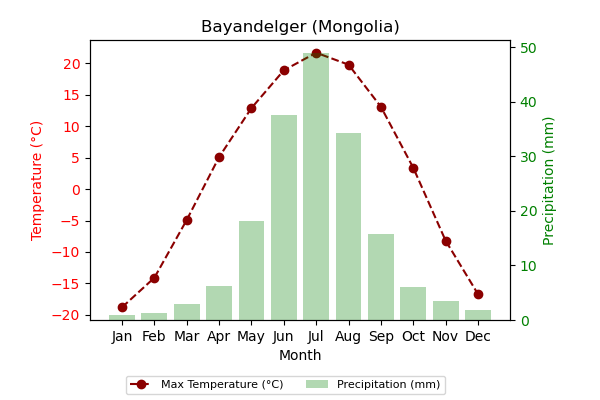 Bayandelger (Mongolia)
20
15
10
5
0
−5
−10
−15
−20
Temperature (°C)
50
40
30
20
10
0
Precipitation (mm)
Jan Feb Mar Apr May Jun Jul Aug Sep Oct Nov Dec
Month
Max Temperature (°C) Precipitation (mm)